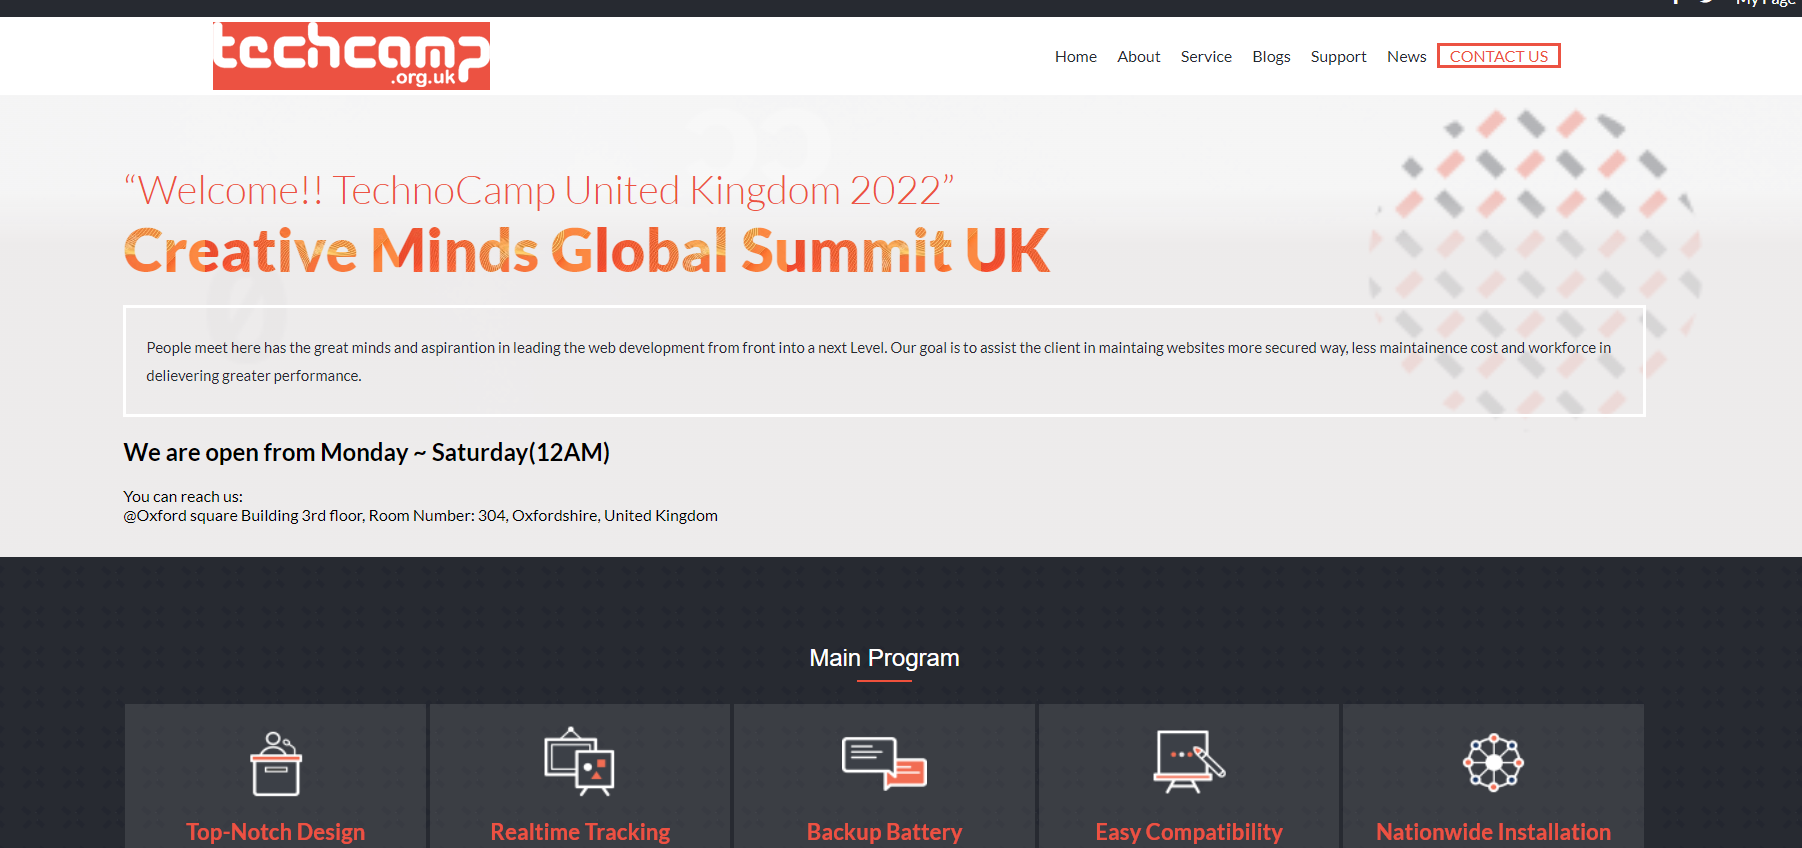 My Page
techcamp
.org.uk
Home About Service Blogs Support News CONTACT US
“Welcome!! TechnoCamp United Kingdom 2022”
Creative Minds Global Summit UK
People meet here has the great minds and aspirantion in leading the web development from front into a next Level. Our goal is to assist the client in maintaing websites more secured way, less maintainence cost and workforce in
delievering greater performance.
We are open from Monday ~ Saturday(12AM)
You can reach us:
@Oxford square Building 3rd floor, Room Number: 304, Oxfordshire, United Kingdom
Main Program
Top-Notch Design
Realtime Tracking
Backup Battery
Easy Compatibility
Nationwide Installation